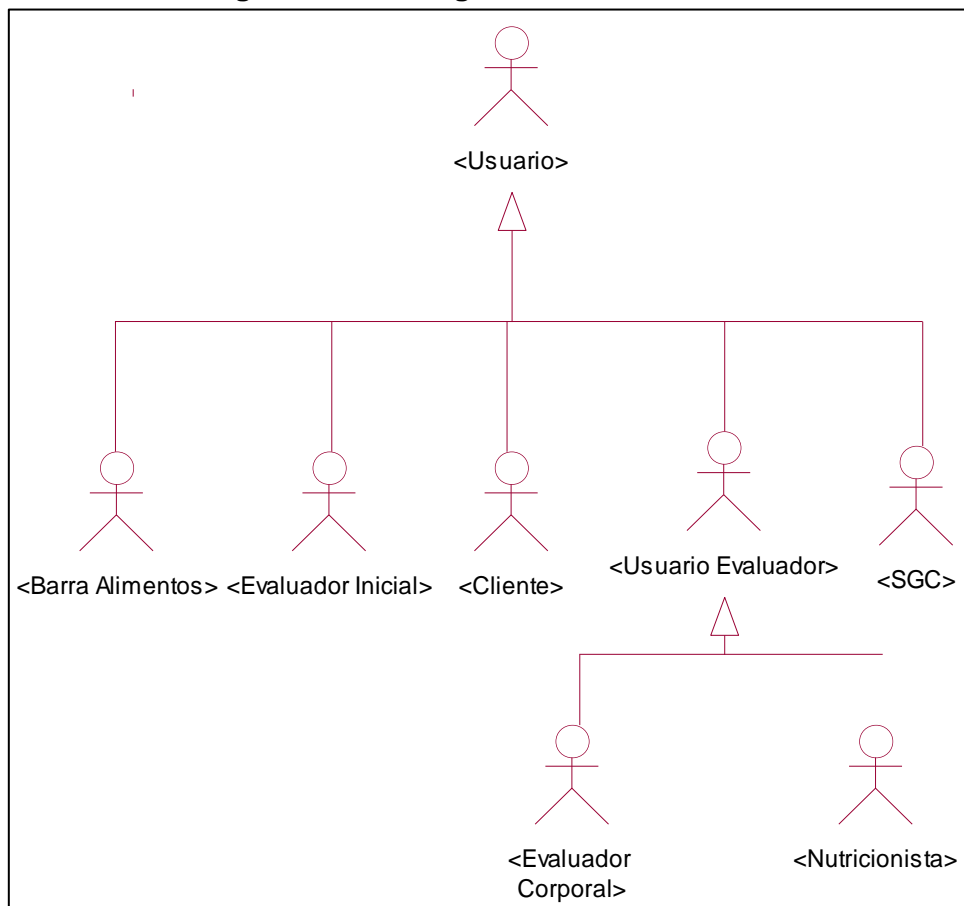 <Usuario>
<Barra Alimentos> <Evaluador Inicial> <Cliente> <Usuario Evaluador> <SGC>
<Evaluador
Corporal>
<Nutricionista>